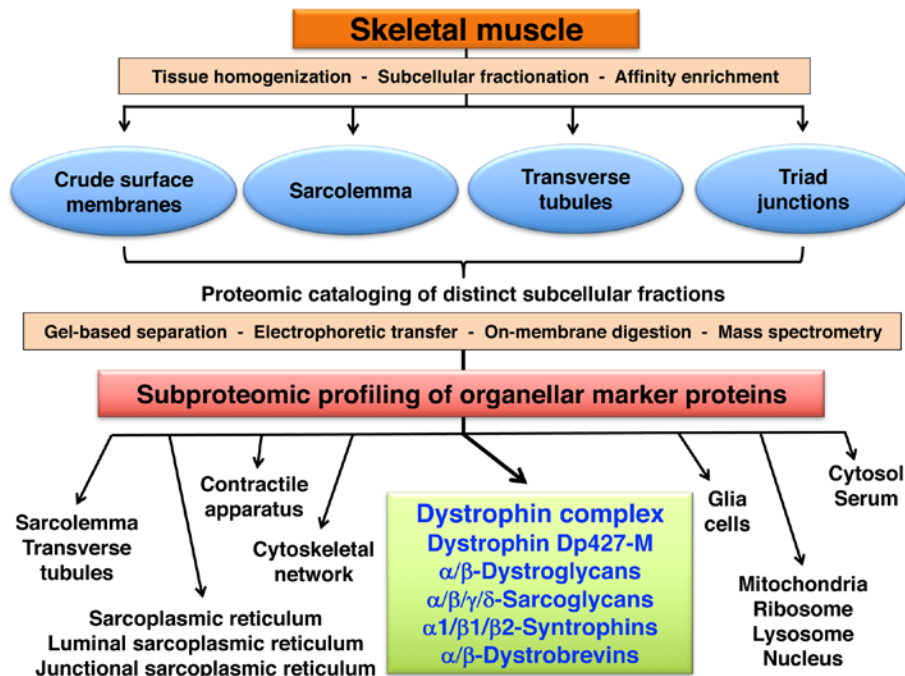 Skeletal muscle
Tissue homogenization - Subcellular fractionation - Affinity enrichment
Crude surface
membranes
Sarcolemma
Transverse
tubules
Triad
junctions
Proteomic cataloging of distinct subcellular fractions
Gel-based separation - Electrophoretic transfer - On-membrane digestion - Mass spectrometry
Subproteomic profiling of organellar marker proteins
Sarcolemma
Transverse
tubules
Sarcoplasmic reticulum
Luminal sarcoplasmic reticulum
Junctional sarcoplasmic reticulum
Contractile
apparatus
Cytoskeletal
network
Dystrophin complex
Dystrophin Dp427-M
α/β-Dystroglycans
α/β/γ/δ-Sarcoglycans
α1/β1/β2-Syntrophins
α/β-Dystrobrevins
Glia
cells
Mitochondria
Ribosome
Lysosome
Nucleus
Cytosol
Serum